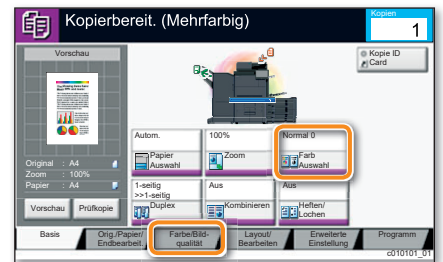 Kopierbereit. (Mehrfarbig)
Kopien
1
Vorschau
Kopie ID
Card
Original : A4
Zoom : 100%
Papier : A4
Vorschau
Prüfkopie
Autom.
Papier
Auswahl
100%
Zoom
Normal 0
Farb
Auswahl
1-seitig
>>1-seitig
Duplex
Aus
Kombinieren
Aus
Heften/
Lochen
Basis
Orig./Papier/
Endbearbeit.
Farbe/Bild-
qualität
Layout/
Bearbeiten
Erweiterte
Einstellung
Programm
c010101_01